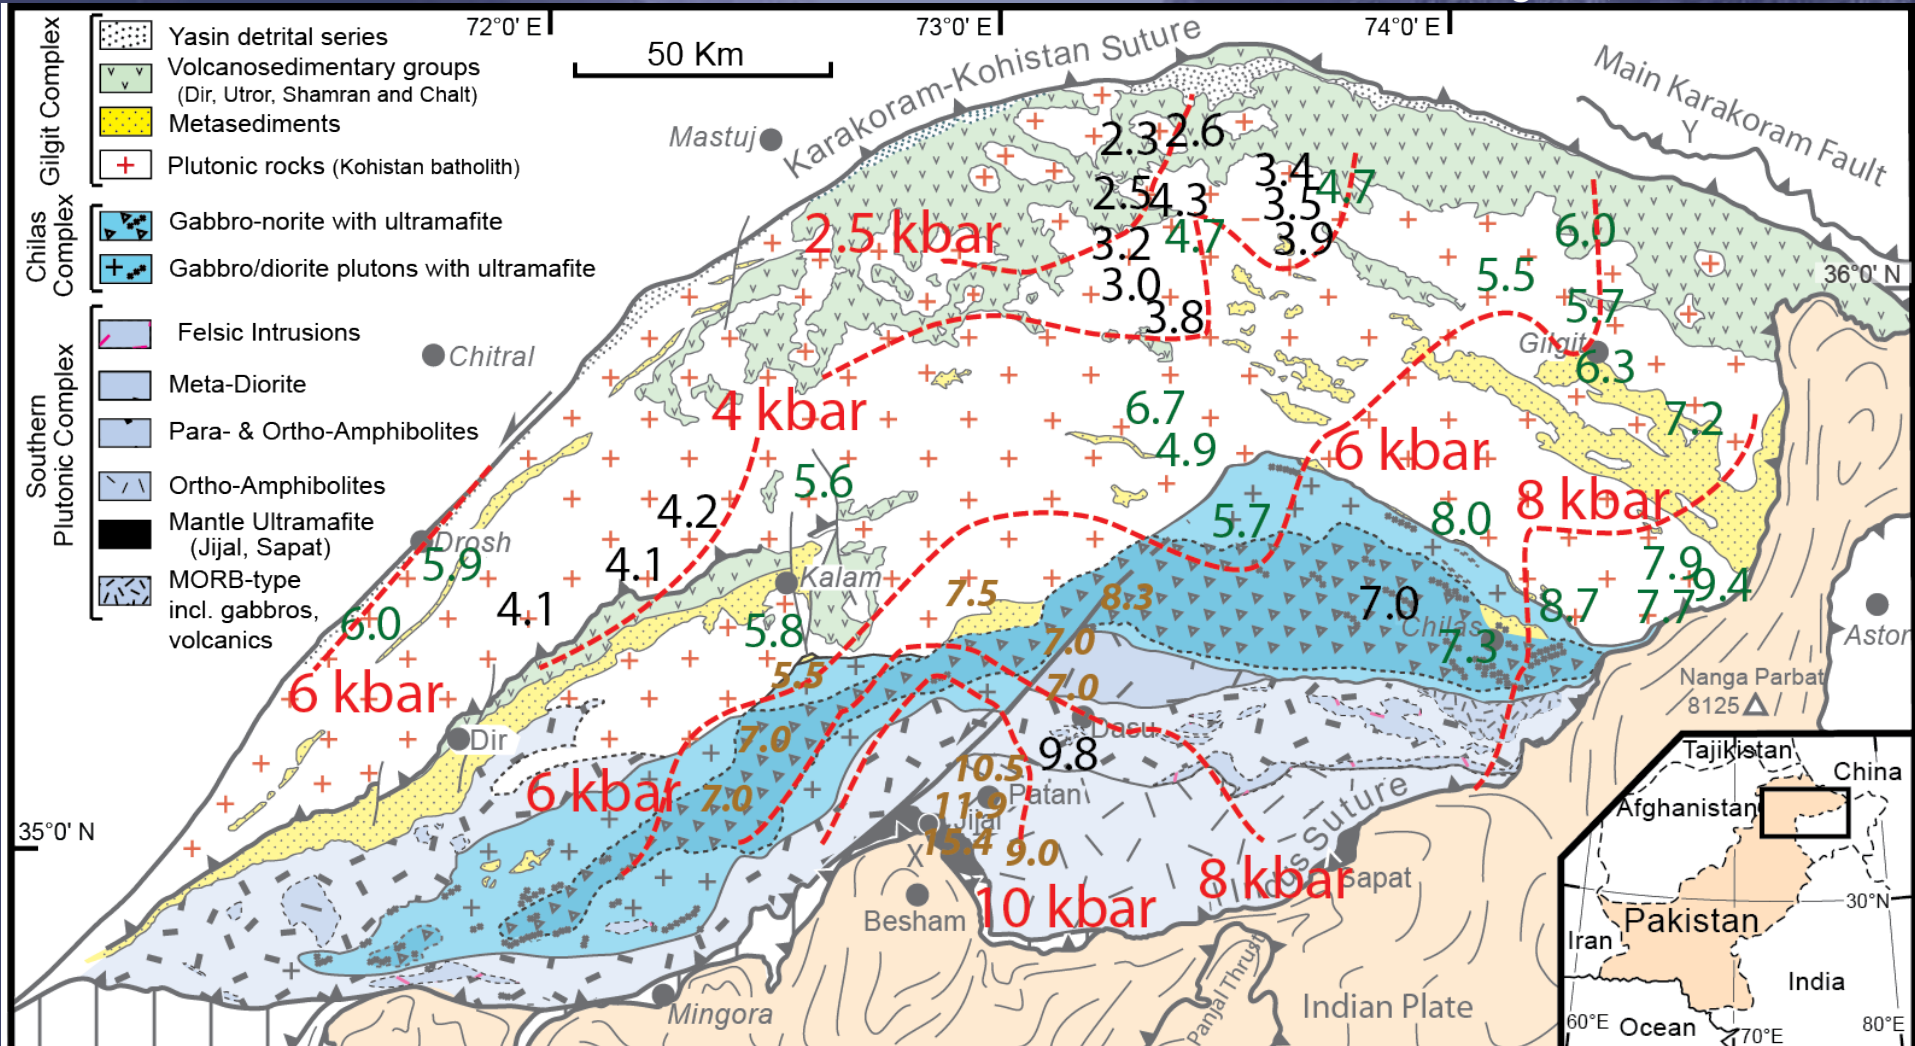 Gilgit Complex
Yasin detrital series
Volcanosedimentary groups
(Dir, Utror, Shamran and Chalt)
Metasediments
Plutonic rocks (Kohistan batholith)
Chilas
Complex
Gabbro-norite with ultramafite
Gabbro/diorite plutons with ultramafite
Southern
Plutonic Complex
Felsic Intrusions
Meta-Diorite
Para- & Ortho-Amphibolites
Ortho-Amphibolites
Mantle Ultramafite
(Jijal, Sapat)
MORB-type
incl. gabbros,
volcanics
72°0' E
73°0' E
74°0' E
50 Km
Karakoram-Kohistan Suture
Main Karakoram Fault
Y
Mastuj
36°0' N
2.3
2.6
2.5
4.3
3.4
4.7
3.5
3.9
3.2
4.7
3.0
3.8
2.5 kbar
6.0
5.5
5.7
Gilgit
6.3
Chitral
4 kbar
6.7
4.9
6 kbar
7.2
8 kbar
5.6
4.2
5.7
8.0
Drosh
5.9
4.1
Kalam
7.5
8.3
7.0
7.9
9.4
8.7
7.7
6.0
4.1
5.8
7.0
Chilas
7.3
Astor
5.5
7.0
6 kbar
Nanga Parbat
8125
Dir
7.0
Dasu
9.8
6 kbar
7.0
10.5
Patan
11.9
Jijal
15.4
9.0
X
35°0' N
Indus Suture
8 kbar
Sapat
10 kbar
Besham
Mingora
Panjal Thrust
Indian Plate
Tajikistan
China
Afghanistan
30°N
Pakistan
Iran
India
60°E
Ocean
70°E
80°E